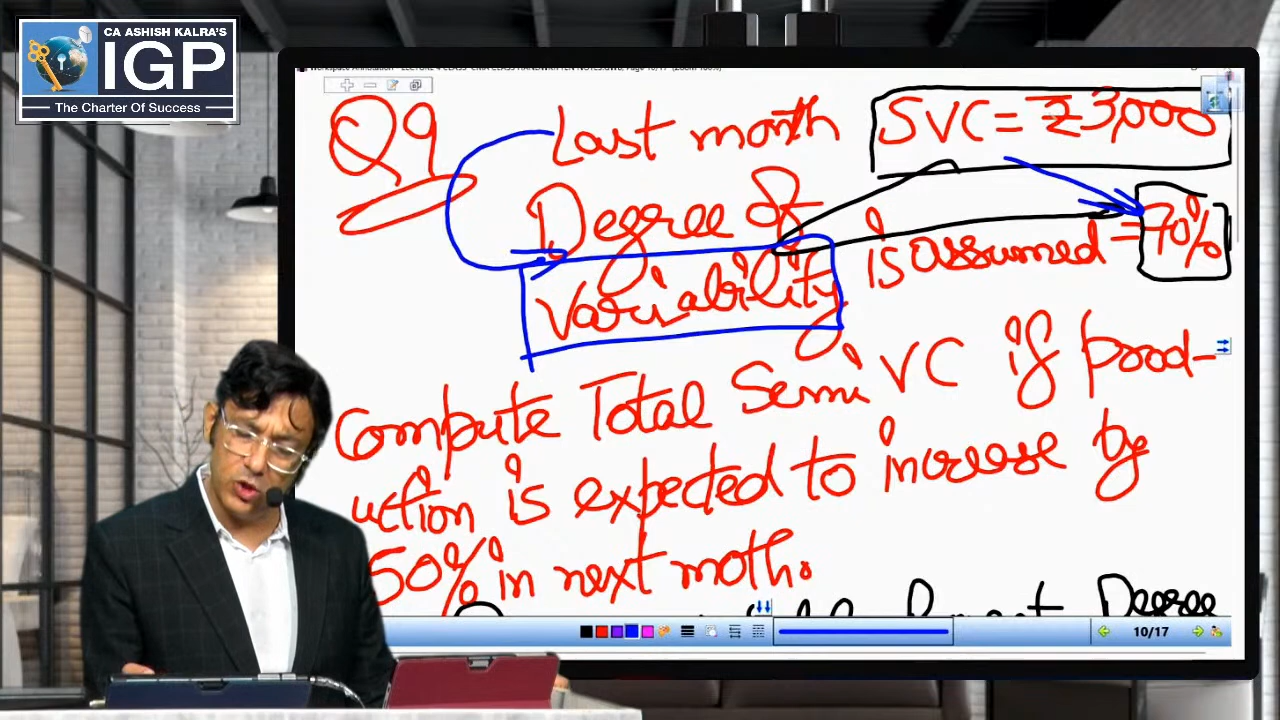 CA ASHISH KALRA'S
IGP
The Charter Of Success
Q9 Last month SVC = ₹3,000
Degree of
Variability is assumed = 70%
Compute Total Semi VC if prod-
uction is expected to increase by
50% in next moth.
Degree
10/17